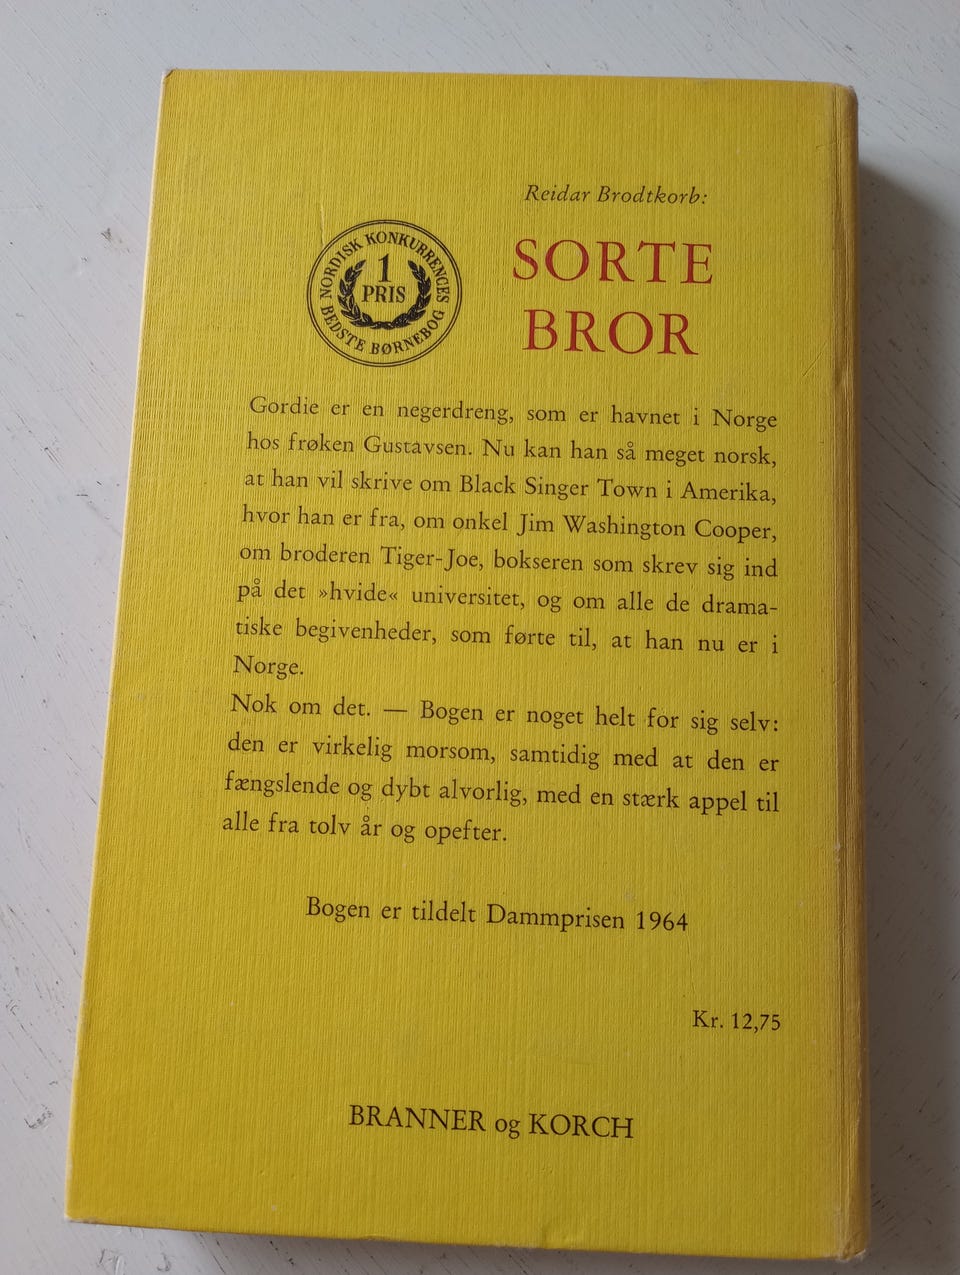 Reidar Brodtkorb:
NORDISK KONKURRENCES
1
PRIS
BEDSTE BØRNEBOG
SORTE
BROR
Gordie er en negerdreng, som er havnet i Norge
hos frøken Gustavsen. Nu kan han så meget norsk,
at han vil skrive om Black Singer Town i Amerika,
hvor han er fra, om onkel Jim Washington Cooper,
om broderen Tiger-Joe, bokseren som skrev sig ind
på det »hvide« universitet, og om alle de drama-
tiske begivenheder, som førte til, at han nu er i
Norge.
Nok om det. — Bogen er noget helt for sig selv:
den er virkelig morsom, samtidig med at den er
fængslende og dybt alvorlig, med en stærk appel til
alle fra tolv år og opefter.
Bogen er tildelt Dammprisen 1964
Kr. 12,75
BRANNER og KORCH